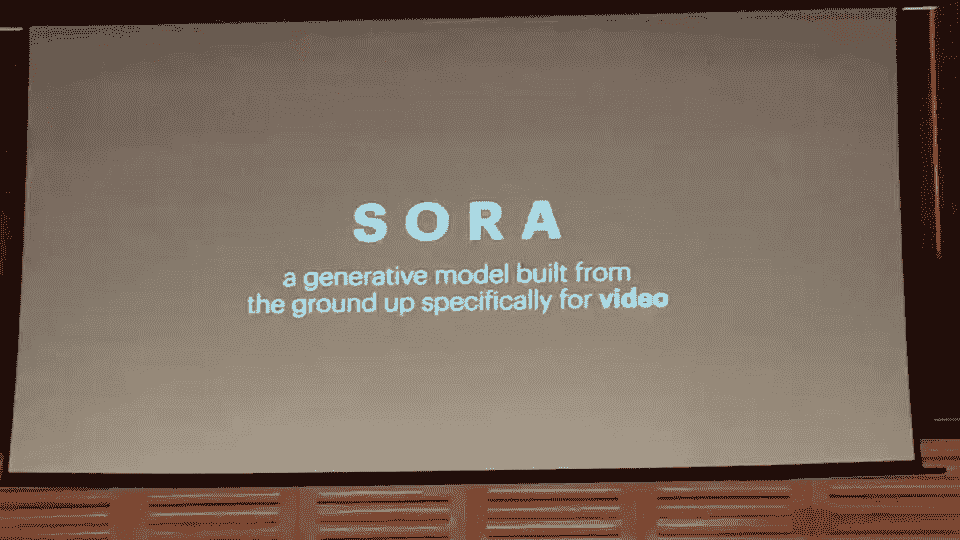 SORA
a generative model built from
the ground up specifically for video